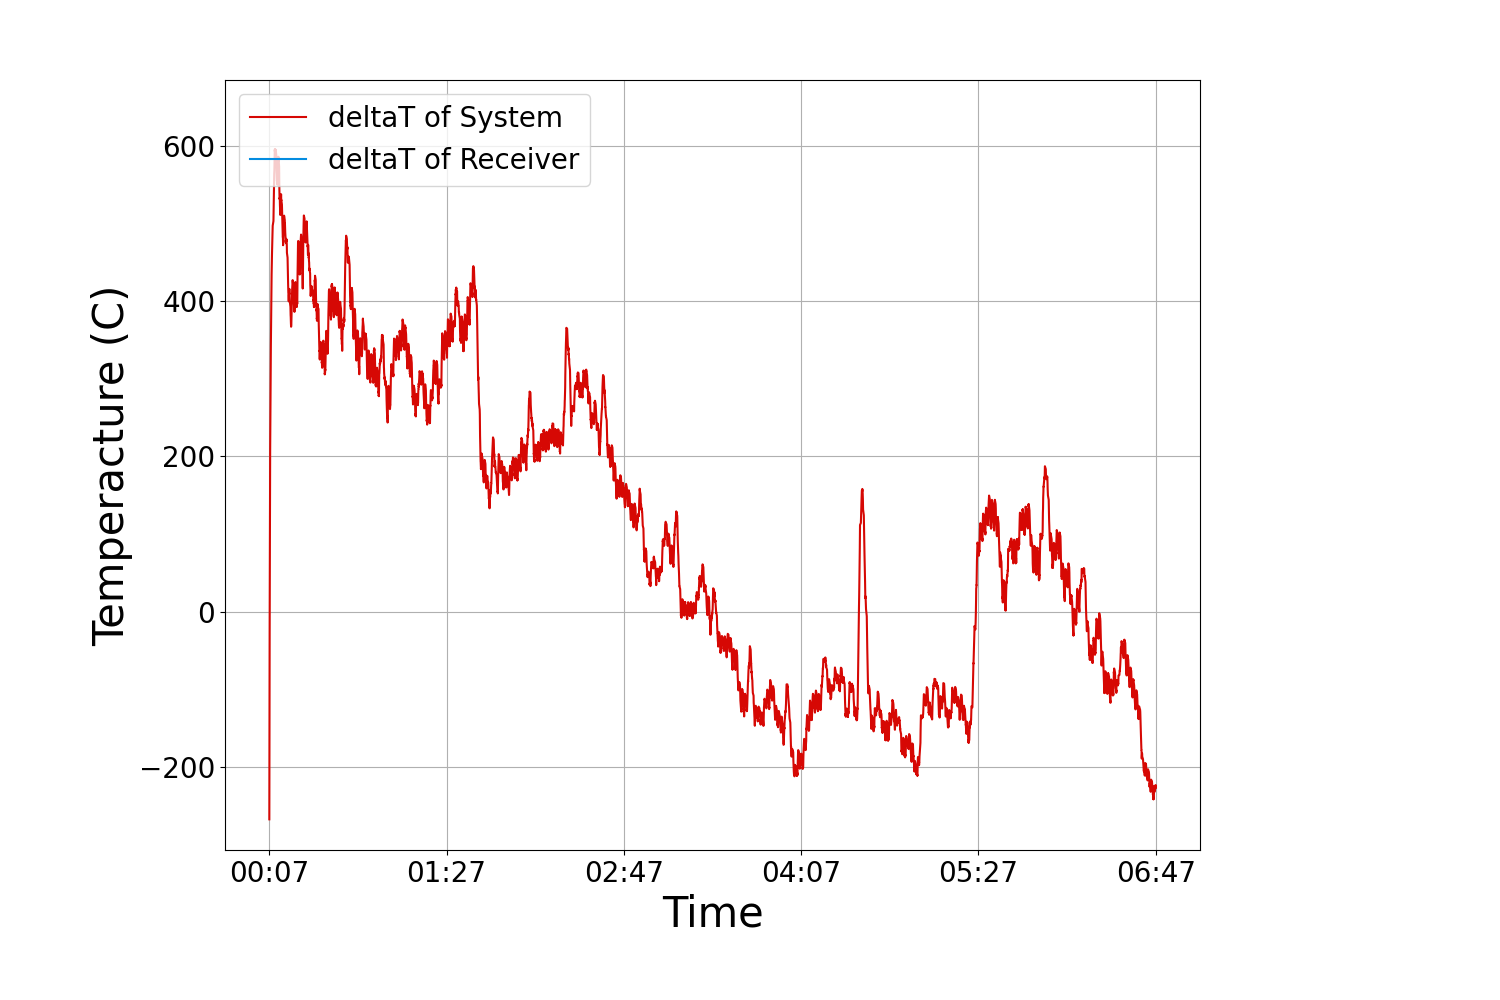 deltaT of System
deltaT of Receiver
600
400
200
0
−200
Temperacture (C)
00:07 01:27 02:47 04:07 05:27 06:47
Time